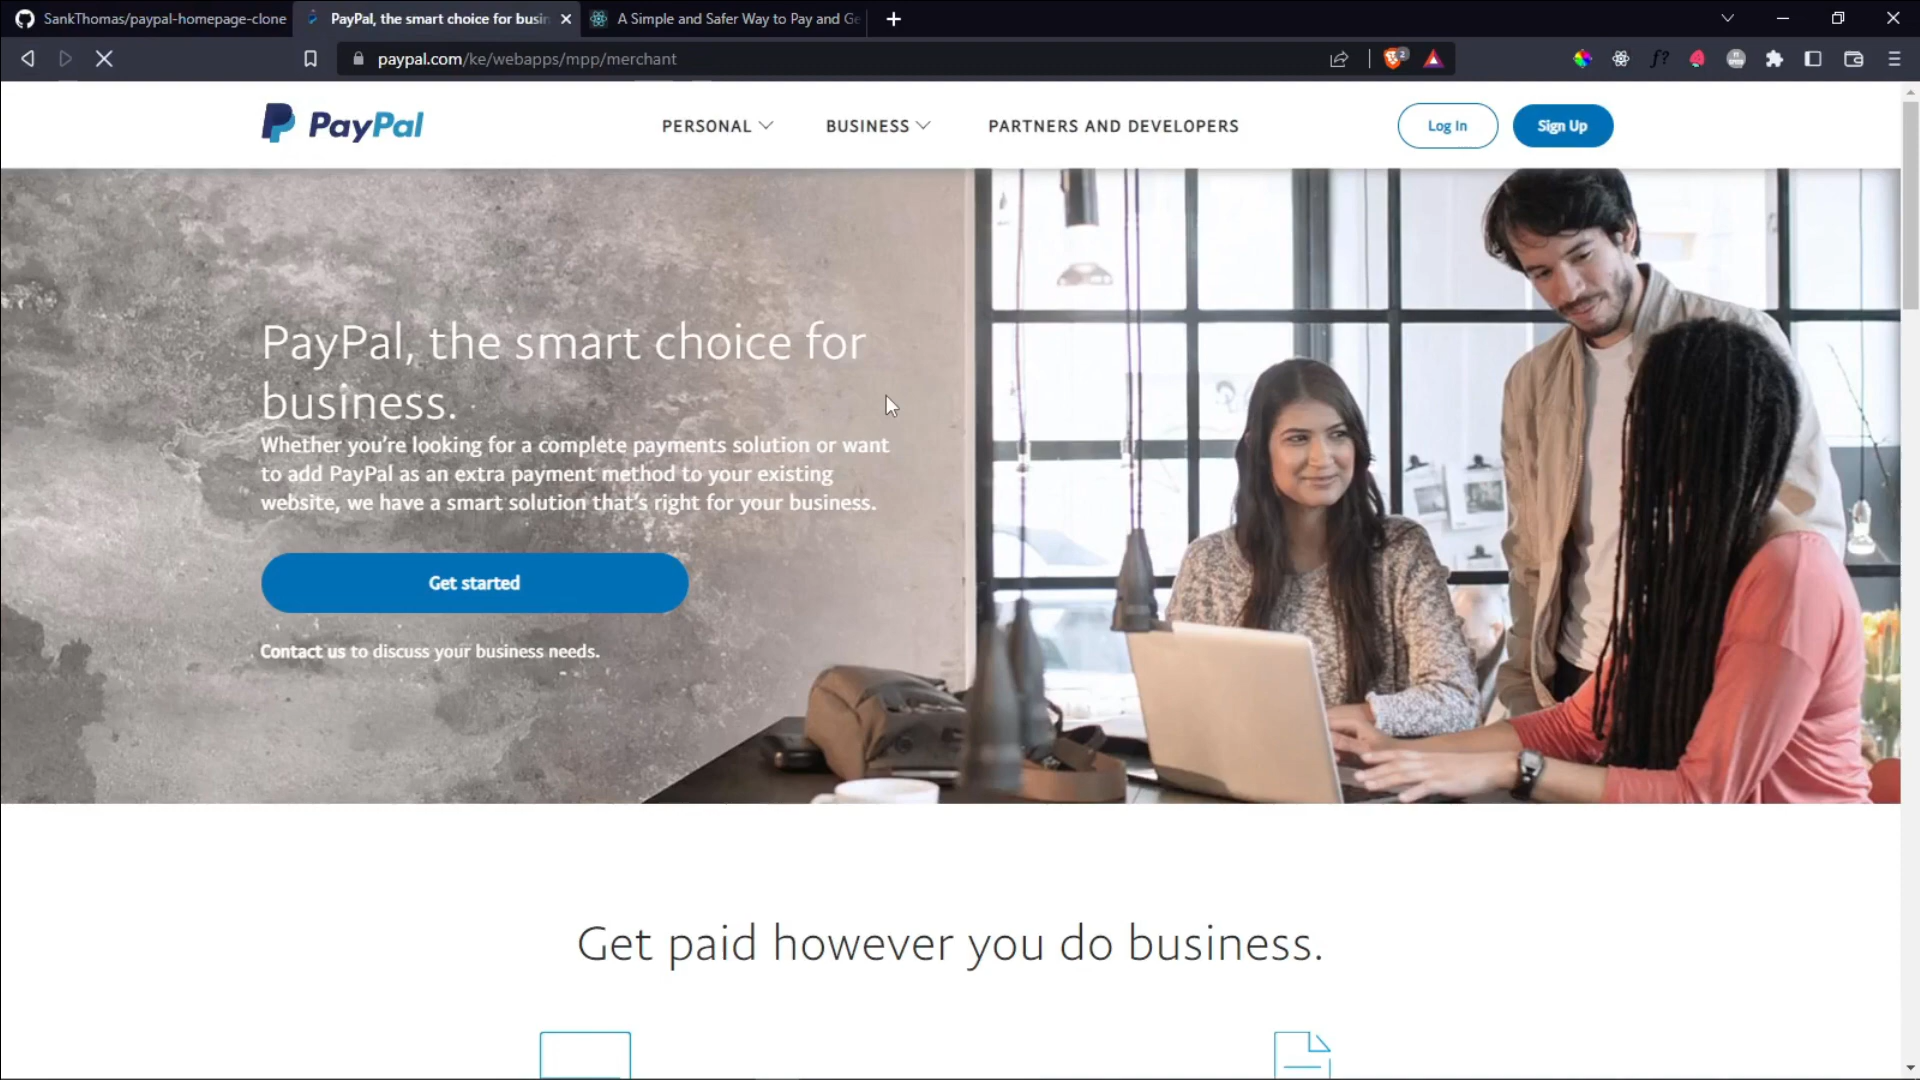 SankThomas/paypal-homepage-clone
PayPal, the smart choice for busin
A Simple and Safer Way to Pay and Ge
paypal.com/ke/webapps/mpp/merchant
2
f?
PayPal
PERSONAL
BUSINESS
PARTNERS AND DEVELOPERS
Log In
Sign Up
PayPal, the smart choice for
business.
Whether you’re looking for a complete payments solution or want
to add PayPal as an extra payment method to your existing
website, we have a smart solution that’s right for your business.
Get started
Contact us to discuss your business needs.
Get paid however you do business.